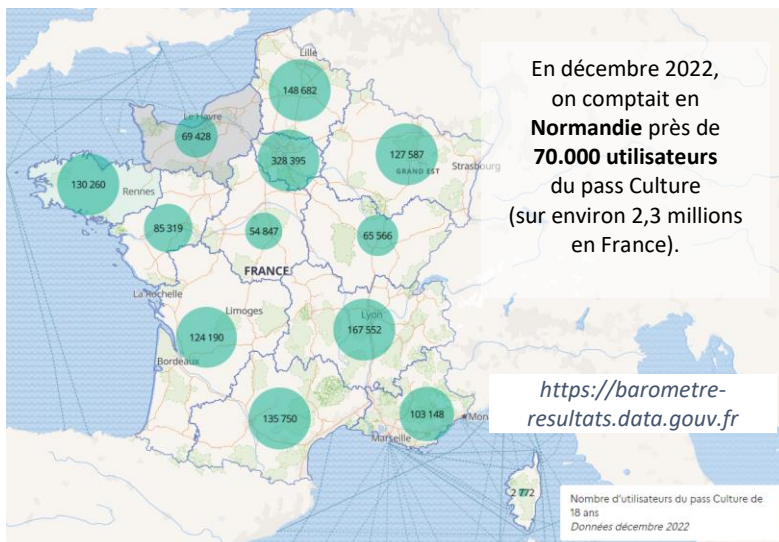 Lille
148 682
Le Havre
69 428
328 395
127 587
GRAND EST
Strasbourg
130 260
Rennes
85 319
54 847
65 566
FRANCE
La Rochelle
Limoges
Lyon
167 552
124 190
Bordeaux
135 750
103 148
Marseille
2 772
En décembre 2022,
on comptait en
Normandie près de
70.000 utilisateurs
du pass Culture
(sur environ 2,3 millions
en France).
https://barometre-
resultats.data.gouv.fr
Nombre d'utilisateurs du pass Culture de
18 ans
Données décembre 2022